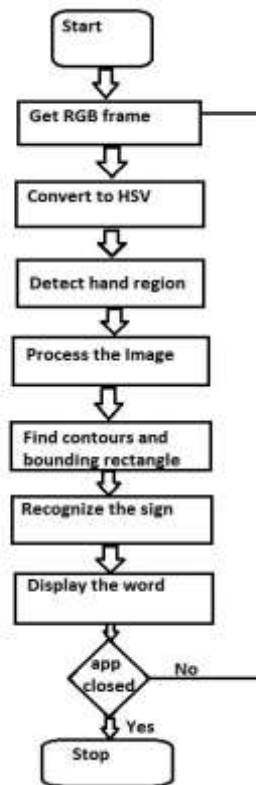 Start
Get RGB frame
Convert to HSV
Detect hand region
Process the Image
Find contours and
bounding rectangle
Recognize the sign
Display the word
app
closed
No
Yes
Stop